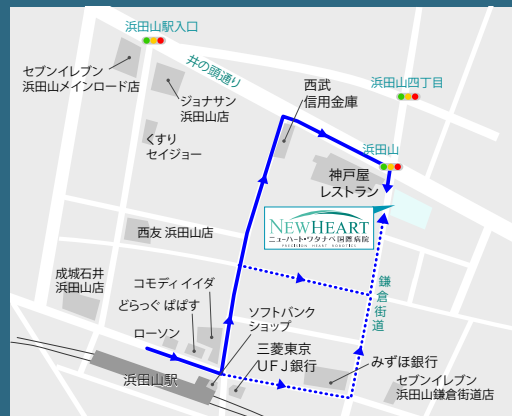 浜田山駅入口
井の頭通り
セブンイレブン
浜田山メインロード店
ジョナサン
浜田山店
西武
信用金庫
浜田山四丁目
くすり
セイジョー
浜田山
神戸屋
レストラン
NEWHEART
ニューハート・ワタナベ国際病院
PRECISION HEART ROBOTICS
西友 浜田山店
成城石井
浜田山店
コモディイイダ
どらっぐ ぱぱす
ローソン
ソフトバンク
ショップ
鎌倉街道
三菱東京
UFJ銀行
みずほ銀行
浜田山駅
セブンイレブン
浜田山鎌倉街道店